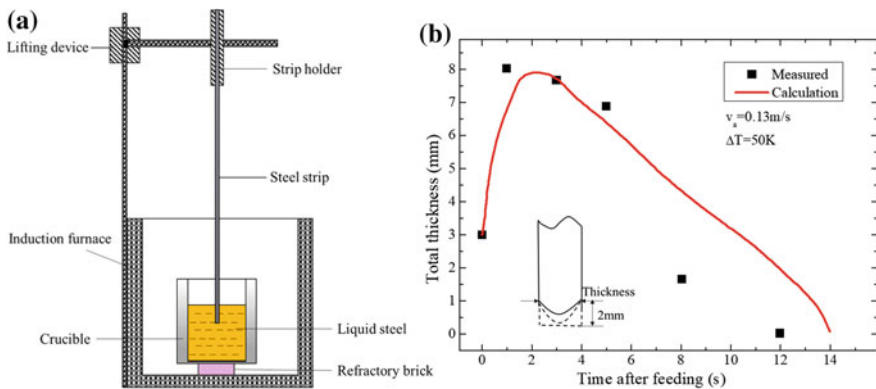 (a)
Lifting device
Strip holder
Steel strip
Induction furnace
Liquid steel
Crucible
Refractory brick
(b)
Total thickness (mm)
9
8
7
6
5
4
3
2
1
0
Measured
Calculation
vₐ=0.13m/s
ΔT=50K
Thickness
2mm
0 2 4 6 8 10 12 14
Time after feeding (s)